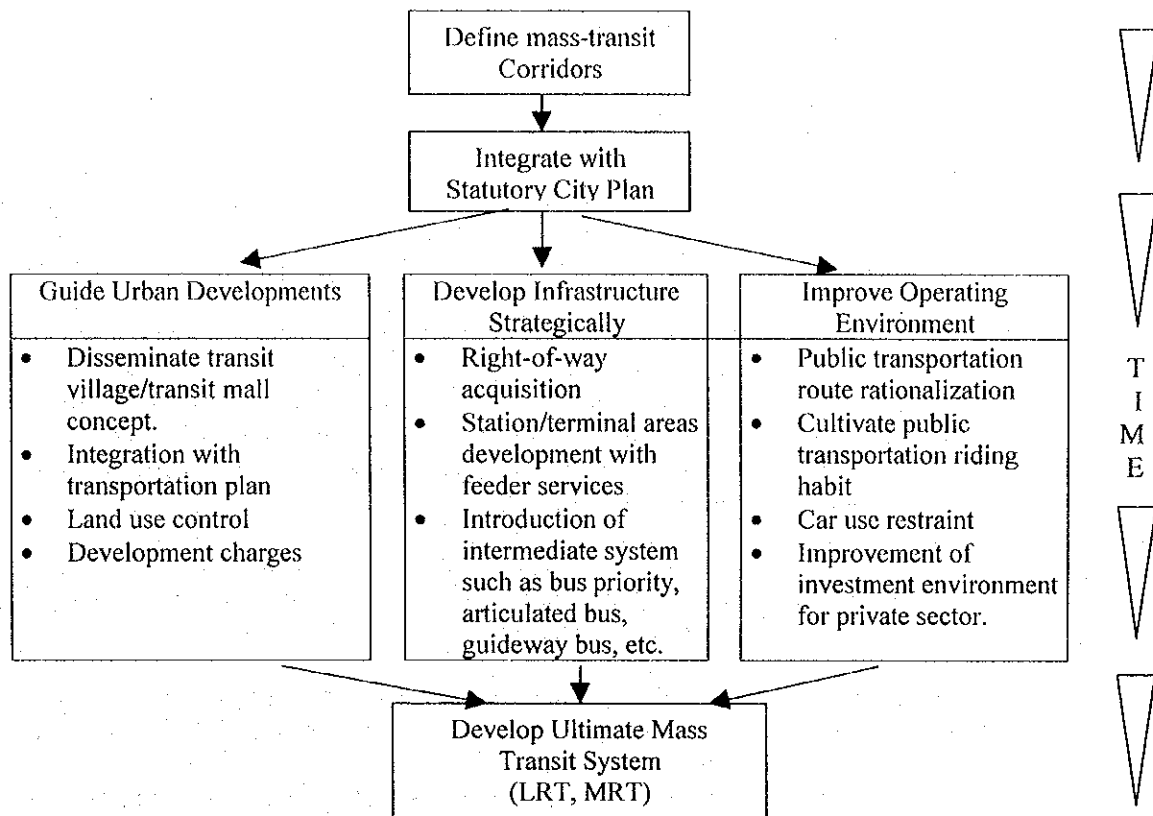 Define mass-transit
Corridors
Integrate with
Statutory City Plan
Guide Urban Developments
• Disseminate transit
village/transit mall
concept.
• Integration with
transportation plan
• Land use control
• Development charges
Develop Infrastructure
Strategically
• Right-of-way
acquisition
• Station/terminal areas
development with
feeder services
• Introduction of
intermediate system
such as bus priority,
articulated bus,
guideway bus, etc.
Improve Operating
Environment
• Public transportation
route rationalization
• Cultivate public
transportation riding
habit
• Car use restraint
• Improvement of
investment environment
for private sector.
Develop Ultimate Mass
Transit System
(LRT, MRT)
T
I
M
E